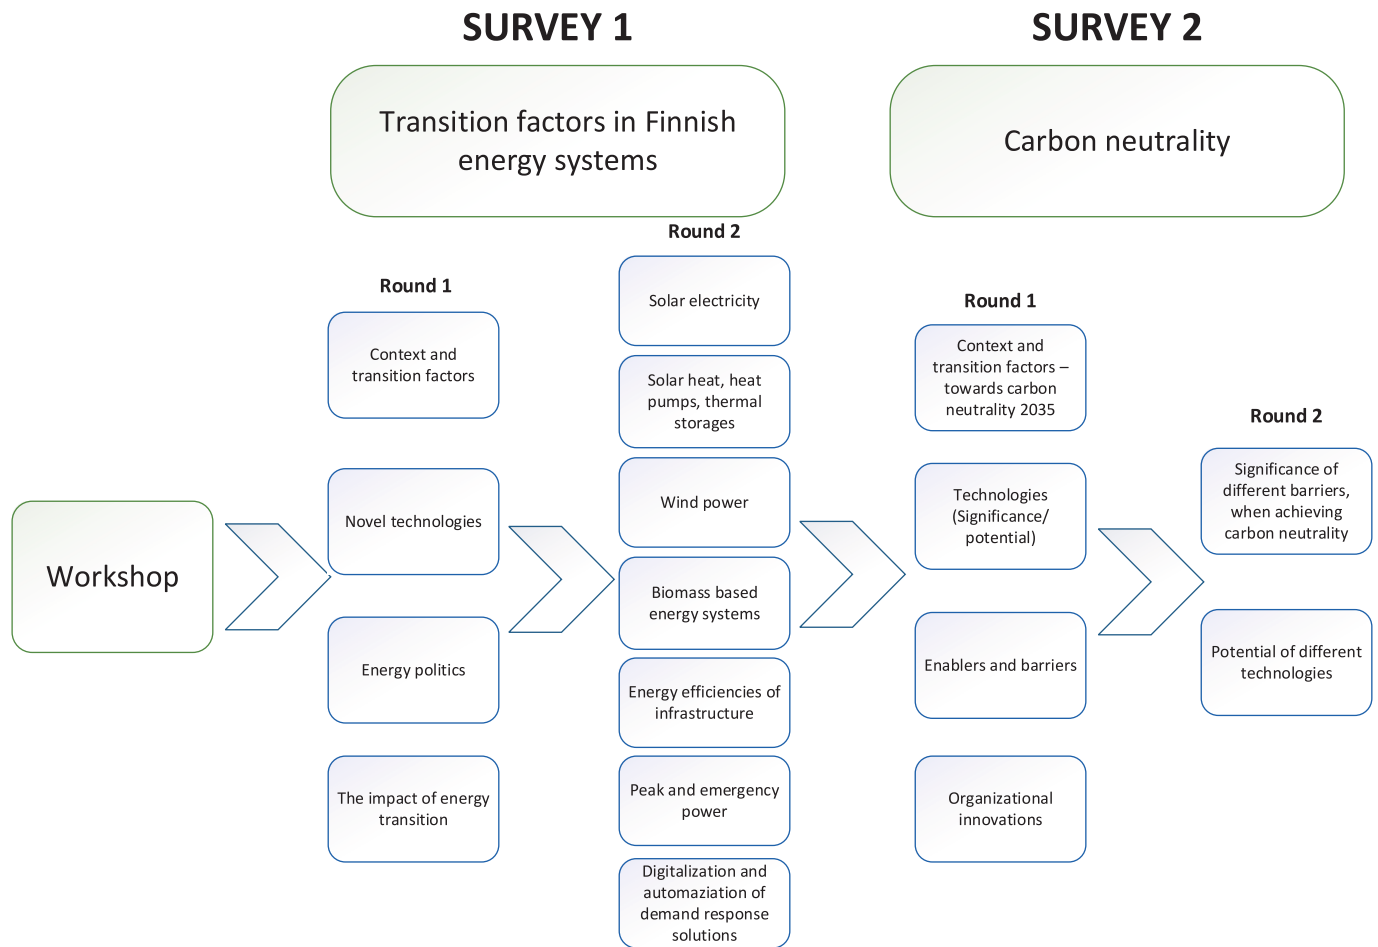 SURVEY 1
SURVEY 2
Transition factors in Finnish
energy systems
Carbon neutrality
Workshop
Round 1
Context and
transition factors
Novel technologies
Energy politics
The impact of energy
transition
Round 2
Solar electricity
Solar heat, heat
pumps, thermal
storages
Wind power
Biomass based
energy systems
Energy efficiencies of
infrastructure
Peak and emergency
power
Digitalization and
automaziation of
demand response
solutions
Round 1
Context and
transition factors –
towards carbon
neutrality 2035
Technologies
(Significance/
potential)
Enablers and barriers
Organizational
innovations
Round 2
Significance of
different barriers,
when achieving
carbon neutrality
Potential of different
technologies